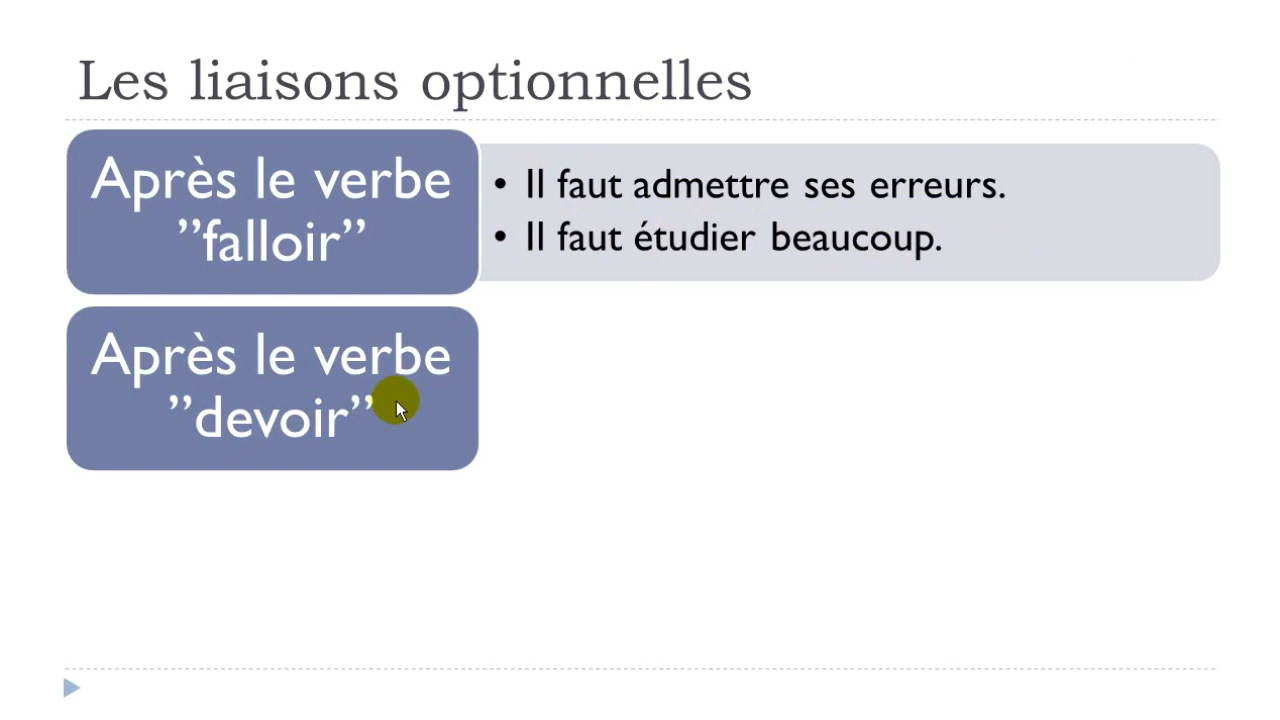 Les liaisons optionnelles
Après le verbe
”falloir”
• Il faut admettre ses erreurs.
• Il faut étudier beaucoup.
Après le verbe
”devoir”